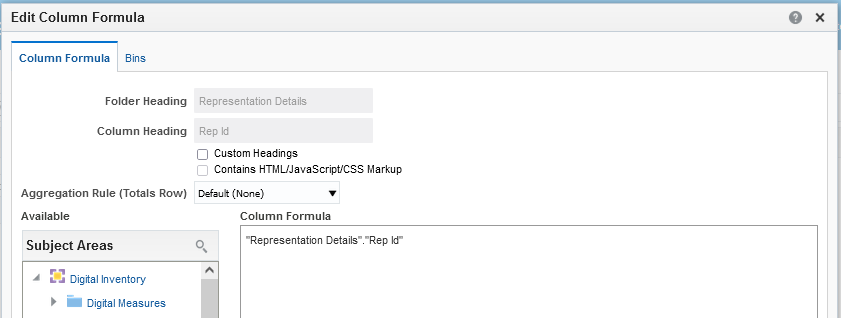 Edit Column Formula
Column Formula Bins
Folder Heading Representation Details
Column Heading Rep Id
Custom Headings
Contains HTML/JavaScript/CSS Markup
Aggregation Rule (Totals Row) Default (None)
Available Column Formula
Subject Areas "Representation Details"."Rep Id"
Digital Inventory
Digital Measures